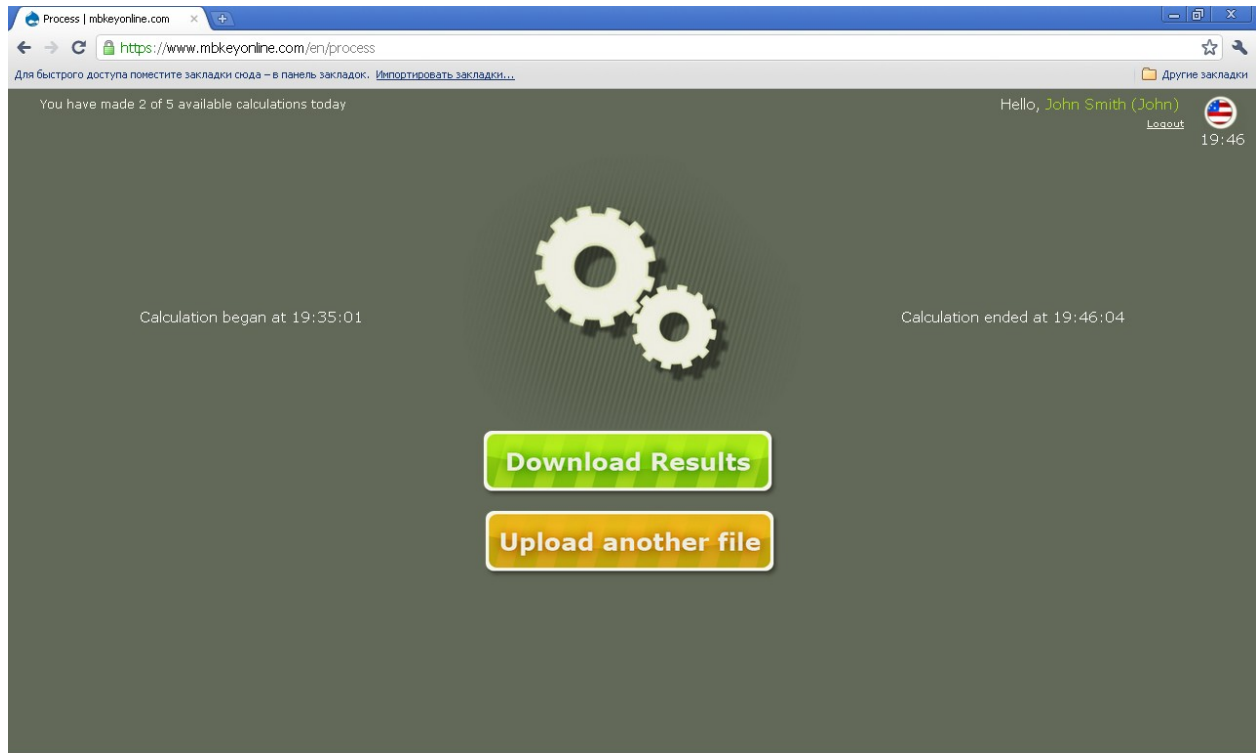 Process | mbkeyonline.com
https://www.mbkeyonline.com/en/process
Для быстрого доступа поместите закладки сюда – в панель закладок. Импортировать закладки...
Другие закладки
You have made 2 of 5 available calculations today
Hello, John Smith (John)
Logout
19:46
Calculation began at 19:35:01
Calculation ended at 19:46:04
Download Results
Upload another file